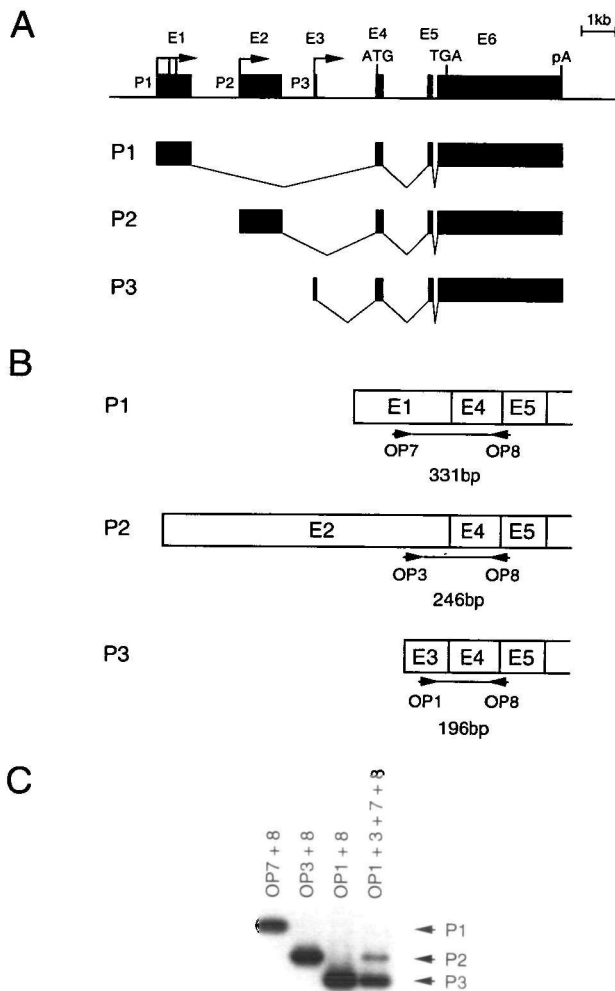 A
1kb
E1 E2 E3 E4 E5 E6
ATG TGA pA
P1 P2 P3
P1
P2
P3
B
P1
E1 E4 E5
OP7 OP8
331bp
P2
E2 E4 E5
OP3 OP8
246bp
P3
E3 E4 E5
OP1 OP8
196bp
C
OP7 + 8
OP3 + 8
OP1 + 8
OP1 + 3 + 7 + 8
P1
P2
P3